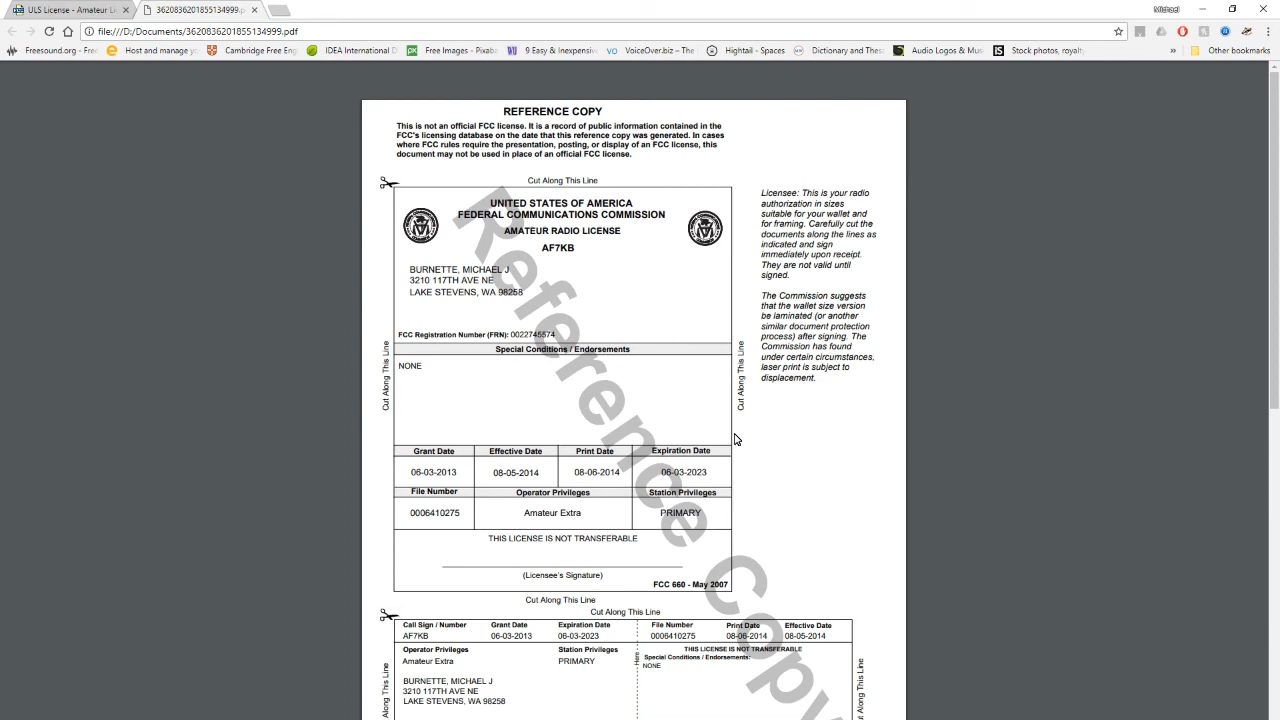 ULS License - Amateur Li
3620836201855134999.p
Michael
file:///D:/Documents/3620836201855134999.pdf
Freesound.org - Free
Host and manage yo
Cambridge Free Eng
IDEA International D
Free Images - Pixaba
9 Easy & Inexpensiv
VoiceOver.biz – The
Hightail - Spaces
Dictionary and Thes
Audio Logos & Mus
Stock photos, royalty
»
Other bookmarks
REFERENCE COPY
This is not an official FCC license. It is a record of public information contained in the
FCC's licensing database on the date that this reference copy was generated. In cases
where FCC rules require the presentation, posting, or display of an FCC license, this
document may not be used in place of an official FCC license.
Cut Along This Line
UNITED STATES OF AMERICA
FEDERAL COMMUNICATIONS COMMISSION
AMATEUR RADIO LICENSE
AF7KB
BURNETTE, MICHAEL J
3210 117TH AVE NE
LAKE STEVENS, WA 98258
FCC Registration Number (FRN): 0022745574
Special Conditions / Endorsements
NONE
Cut Along This Line
Cut Along This Line
Licensee: This is your radio
authorization in sizes
suitable for your wallet and
for framing. Carefully cut the
documents along the lines as
indicated and sign
immediately upon receipt.
They are not valid until
signed.
The Commission suggests
that the wallet size version
be laminated (or another
similar document protection
process) after signing. The
Commission has found
under certain circumstances,
laser print is subject to
displacement.
Grant Date Effective Date Print Date Expiration Date
06-03-2013 08-05-2014 08-06-2014 06-03-2023
File Number Operator Privileges Station Privileges
0006410275 Amateur Extra PRIMARY
THIS LICENSE IS NOT TRANSFERABLE
(Licensee's Signature)
FCC 660 - May 2007
Cut Along This Line
Cut Along This Line
Call Sign / Number Grant Date Expiration Date File Number Print Date Effective Date
AF7KB 06-03-2013 06-03-2023 0006410275 08-06-2014 08-05-2014
Operator Privileges Station Privileges
Amateur Extra PRIMARY
THIS LICENSE IS NOT TRANSFERABLE
Special Conditions / Endorsements:
NONE
Here
BURNETTE, MICHAEL J
3210 117TH AVE NE
LAKE STEVENS, WA 98258
Cut Along This Line
Cut Along This Line
Reference Copy